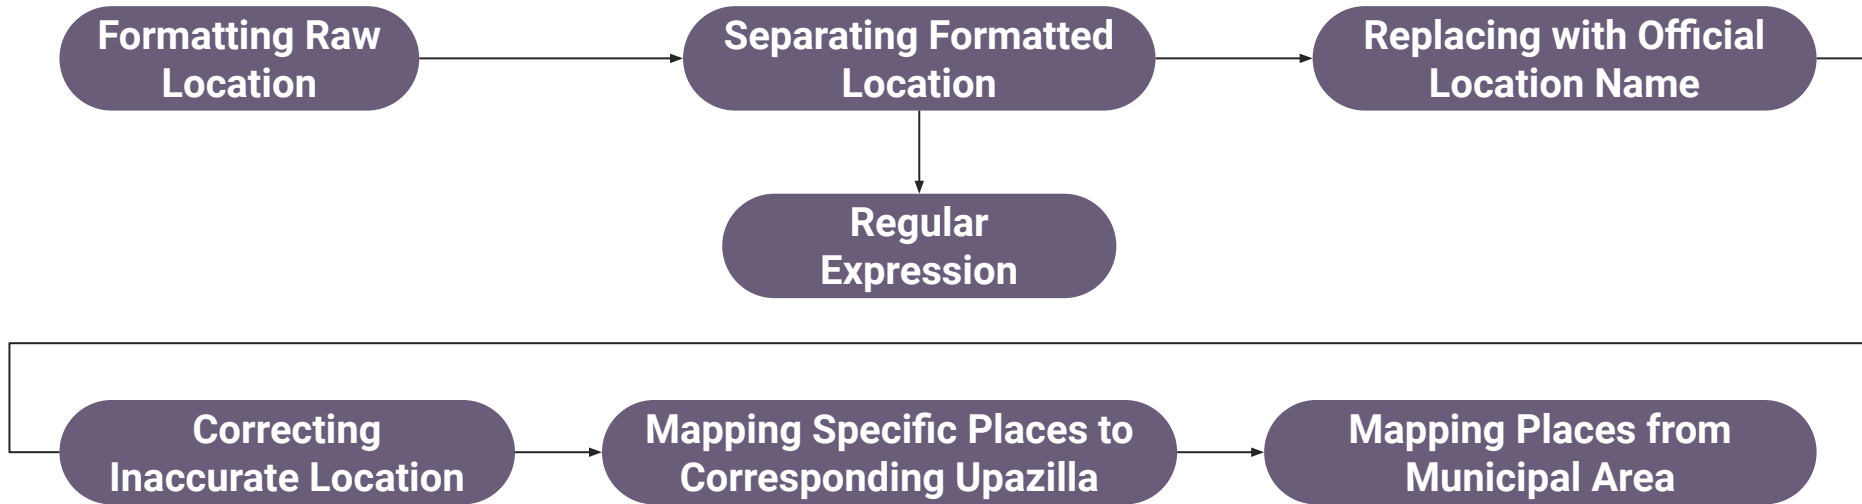 Formatting Raw
Location
Separating Formatted
Location
Replacing with Official
Location Name
Regular
Expression
Correcting
Inaccurate Location
Mapping Specific Places to
Corresponding Upazilla
Mapping Places from
Municipal Area